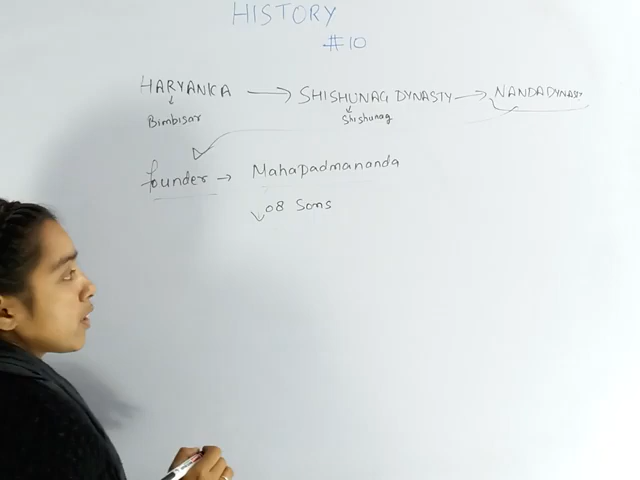 HISTORY
#10
HARYANKA → SHISHUNAG DYNASTY → NANDA DYNASTY
↓ ↓
Bimbisar Shishunag
founder → Mahapadmananda
08 Sons